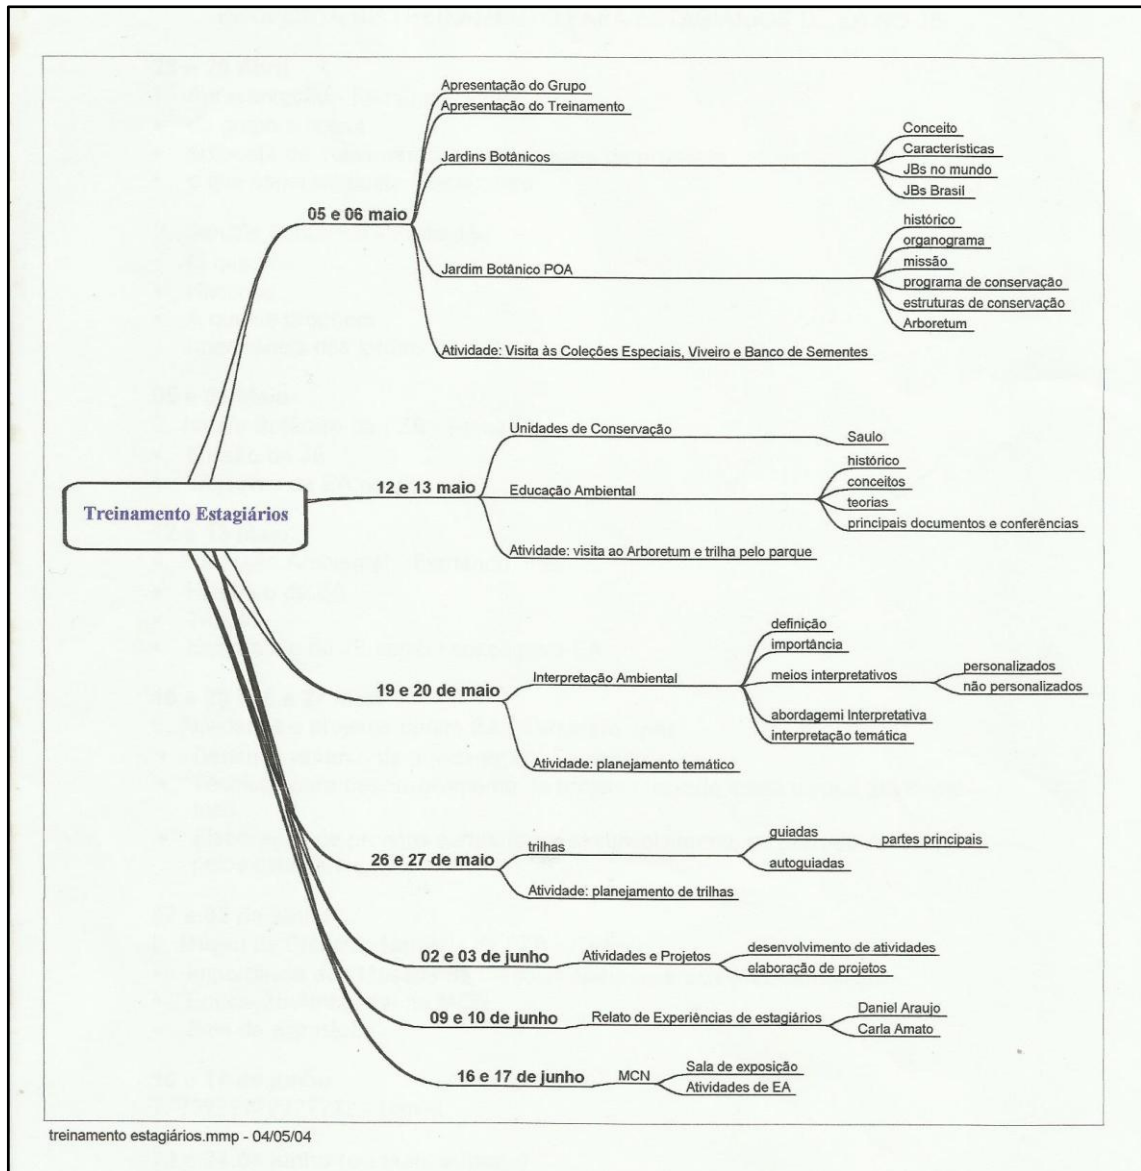 Treinamento Estagiários
05 e 06 maio
Apresentação do Grupo
Apresentação do Treinamento
Jardins Botânicos
Conceito
Características
JBs no mundo
JBs Brasil
Jardim Botânico POA
histórico
organograma
missão
programa de conservação
estruturas de conservação
Arboretum
Atividade: Visita às Coleções Especiais, Viveiro e Banco de Sementes
12 e 13 maio
Unidades de Conservação
Saulo
Educação Ambiental
histórico
conceitos
teorias
principais documentos e conferências
Atividade: visita ao Arboretum e trilha pelo parque
19 e 20 de maio
Interpretação Ambiental
definição
importância
meios interpretativos
personalizados
não personalizados
abordagemi Interpretativa
interpretação temática
Atividade: planejamento temático
26 e 27 de maio
trilhas
guiadas
partes principais
autoguiadas
Atividade: planejamento de trilhas
02 e 03 de junho
Atividades e Projetos
desenvolvimento de atividades
elaboração de projetos
09 e 10 de junho
Relato de Experiências de estagiários
Daniel Araujo
Carla Amato
16 e 17 de junho
MCN
Sala de exposição
Atividades de EA
treinamento estagiários.mmp - 04/05/04